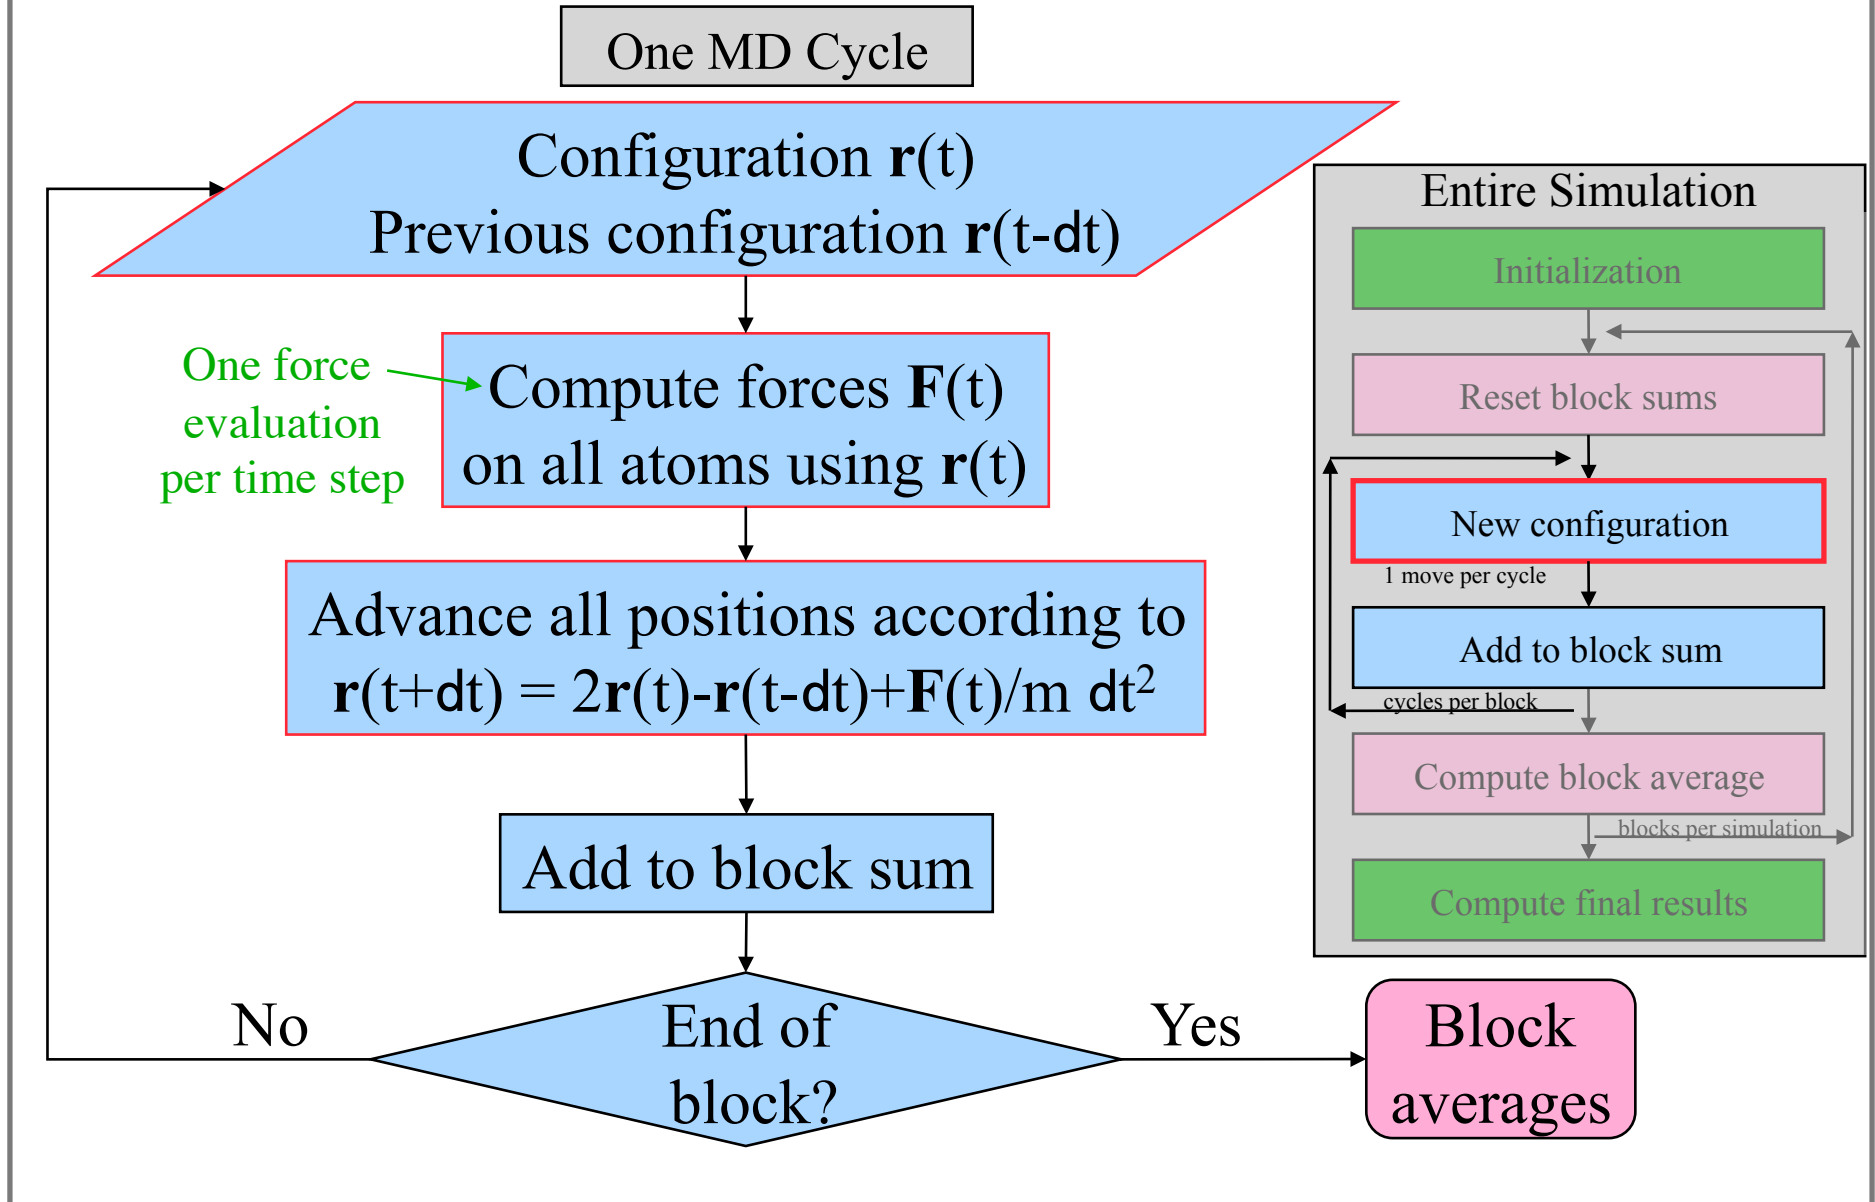 One MD Cycle
Configuration r(t)
Previous configuration r(t-dt)
One force
evaluation
per time step
Compute forces F(t)
on all atoms using r(t)
Advance all positions according to
r(t+dt) = 2r(t)-r(t-dt)+F(t)/m dt²
Add to block sum
End of
block?
No
Yes
Block
averages
Entire Simulation
Initialization
Reset block sums
New configuration
1 move per cycle
Add to block sum
cycles per block
Compute block average
blocks per simulation
Compute final results